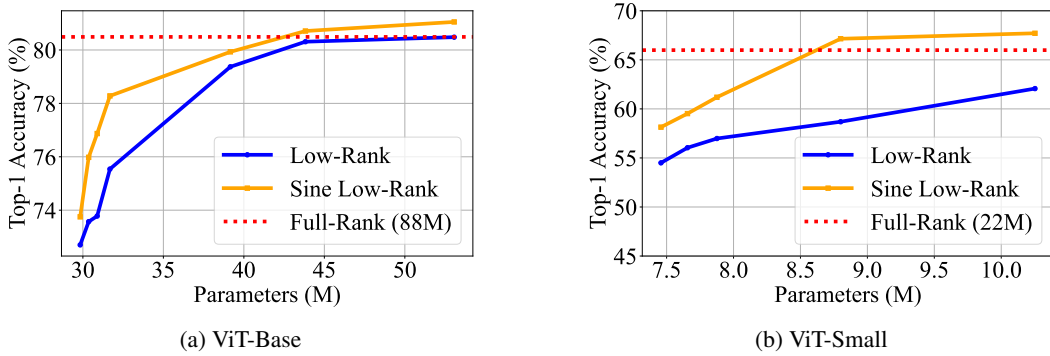 80
78
76
74
Top-1 Accuracy (%)
Low-Rank
Sine Low-Rank
Full-Rank (88M)
30
35
40
45
50
Parameters (M)
(a) ViT-Base
70
65
60
55
50
45
Top-1 Accuracy (%)
Low-Rank
Sine Low-Rank
Full-Rank (22M)
7.5
8.0
8.5
9.0
9.5
10.0
Parameters (M)
(b) ViT-Small